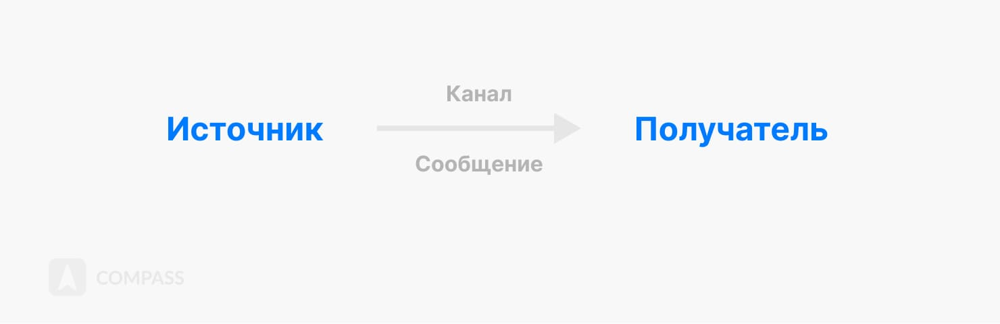 Канал
Источник
Получатель
Сообщение
COMPASS